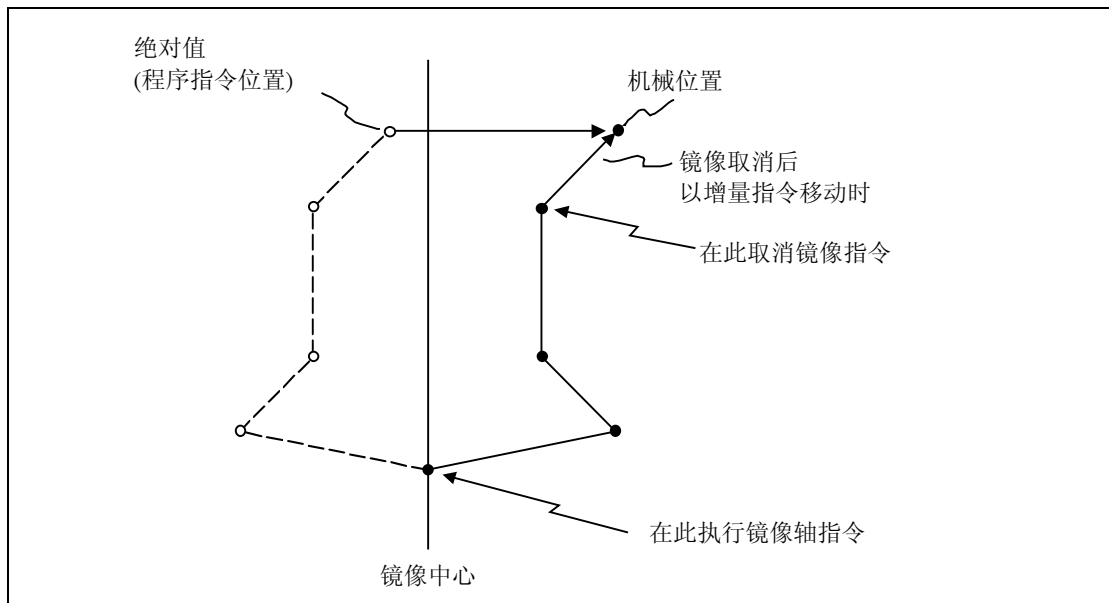 绝对值
(程序指令位置)
机械位置
镜像取消后
以增量指令移动时
在此取消镜像指令
在此执行镜像轴指令
镜像中心